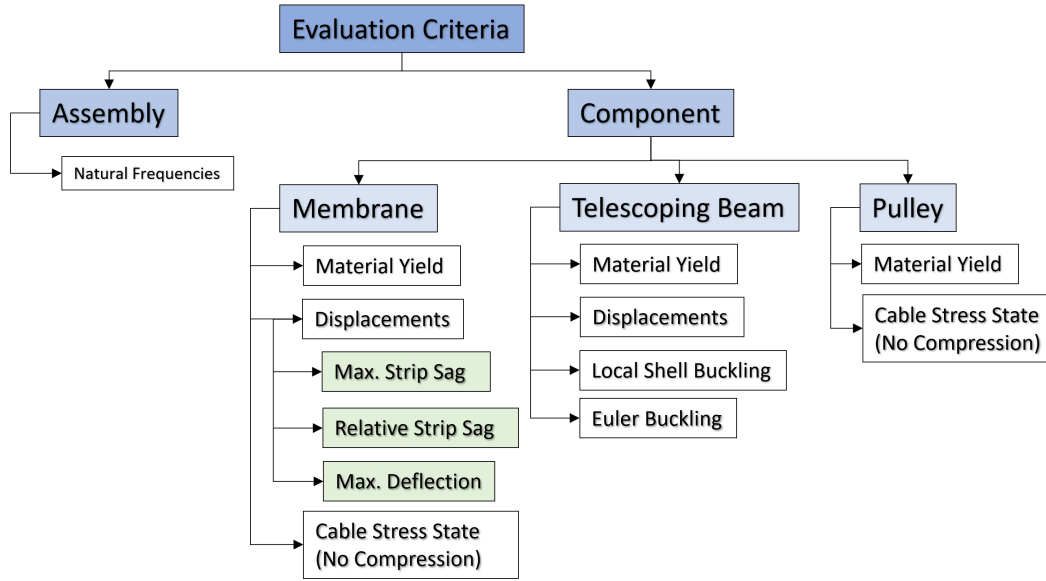 Evaluation Criteria
Assembly
Natural Frequencies
Component
Membrane
Material Yield
Displacements
Max. Strip Sag
Relative Strip Sag
Max. Deflection
Cable Stress State
(No Compression)
Telescoping Beam
Material Yield
Displacements
Local Shell Buckling
Euler Buckling
Pulley
Material Yield
Cable Stress State
(No Compression)